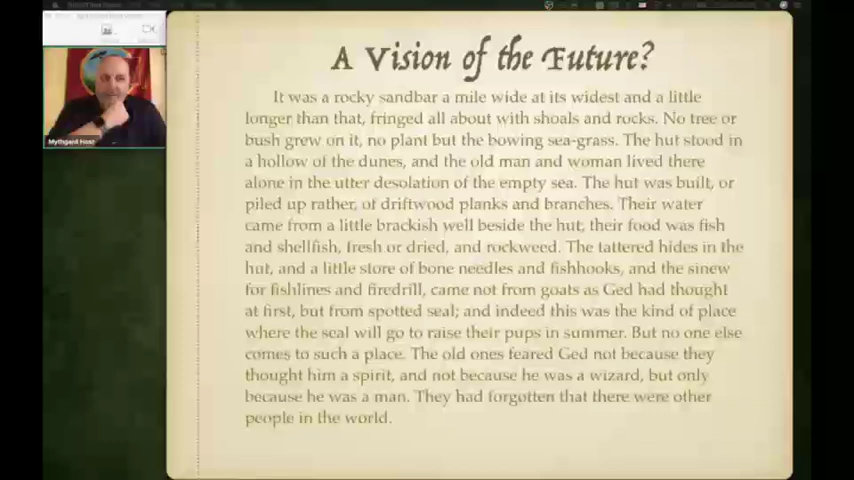 A Vision of the Future?
It was a rocky sandbar a mile wide at its widest and a little
longer than that, fringed all about with shoals and rocks. No tree or
bush grew on it, no plant but the bowing sea-grass. The hut stood in
a hollow of the dunes, and the old man and woman lived there
alone in the utter desolation of the empty sea. The hut was built, or
piled up rather, of driftwood planks and branches. Their water
came from a little brackish well beside the hut; their food was fish
and shellfish, fresh or dried, and rockweed. The tattered hides in the
hut, and a little store of bone needles and fishhooks, and the sinew
for fishlines and firedrill, came not from goats as Ged had thought
at first, but from spotted seal; and indeed this was the kind of place
where the seal will go to raise their pups in summer. But no one else
comes to such a place. The old ones feared Ged not because they
thought him a spirit, and not because he was a wizard, but only
because he was a man. They had forgotten that there were other
people in the world.
Mythgard Host